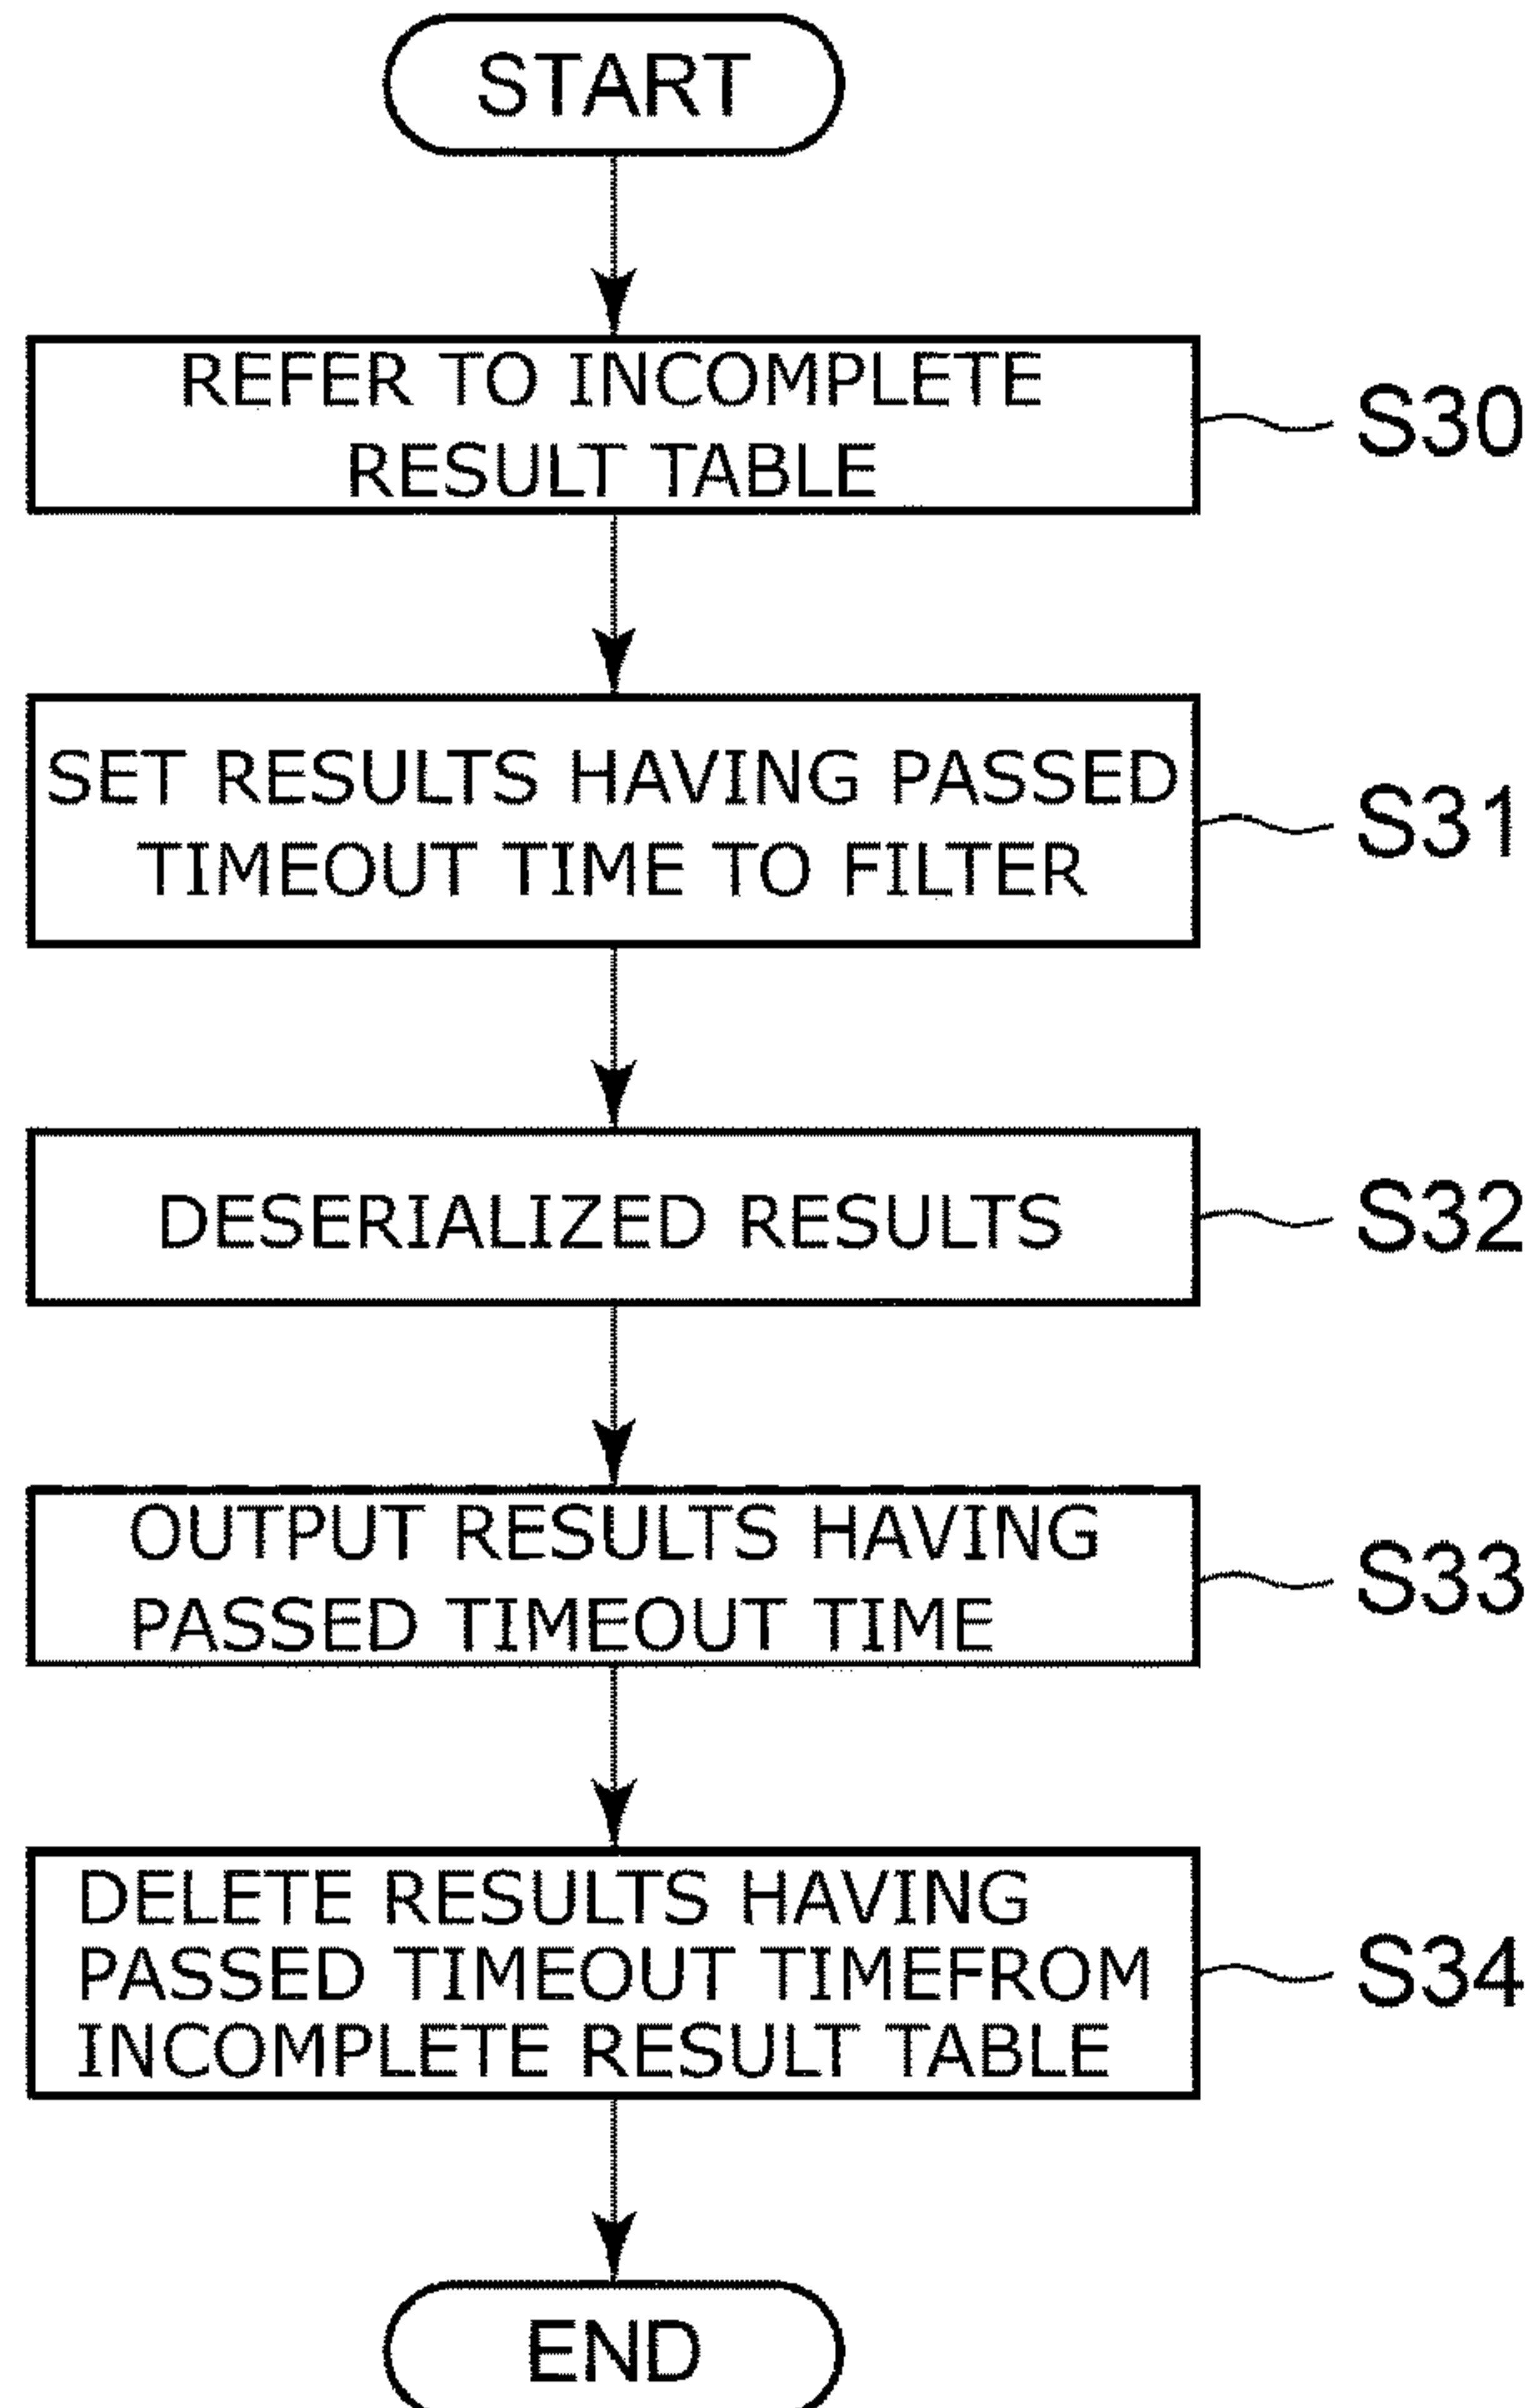 START
REFER TO INCOMPLETE
RESULT TABLE
S30
SET RESULTS HAVING PASSED
TIMEOUT TIME TO FILTER
S31
DESERIALIZED RESULTS
S32
OUTPUT RESULTS HAVING
PASSED TIMEOUT TIME
S33
DELETE RESULTS HAVING
PASSED TIMEOUT TIMEFROM
INCOMPLETE RESULT TABLE
S34
END